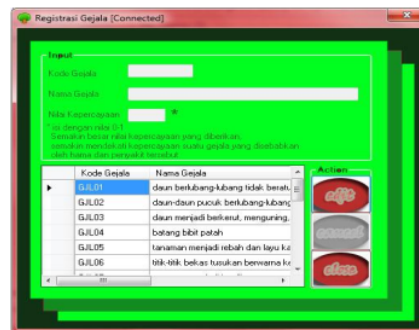 Registrasi Gejala [Connected]
Input
Kode Gejala
Nama Gejala
Nilai Kepercayaan *
* isi dengan nilai 0-1
Semakin besar nilai kepercayaan yang diberikan,
semakin mendekati kepercayaan suatu gejala yang disebabkan
oleh hama dan penyakit tersebut
Kode Gejala Nama Gejala
GJL01 daun berlubang-lubang tidak beratu
GJL02 daun-daun pucuk berlubang-lubang
GJL03 daun menjadi berkerut, menguning,
GJL04 batang bibit patah
GJL05 tanaman menjadi rebah dan layu ka
GJL06 titik-titik bekas tusukan berwarna ke
Action
edit
cancel
close